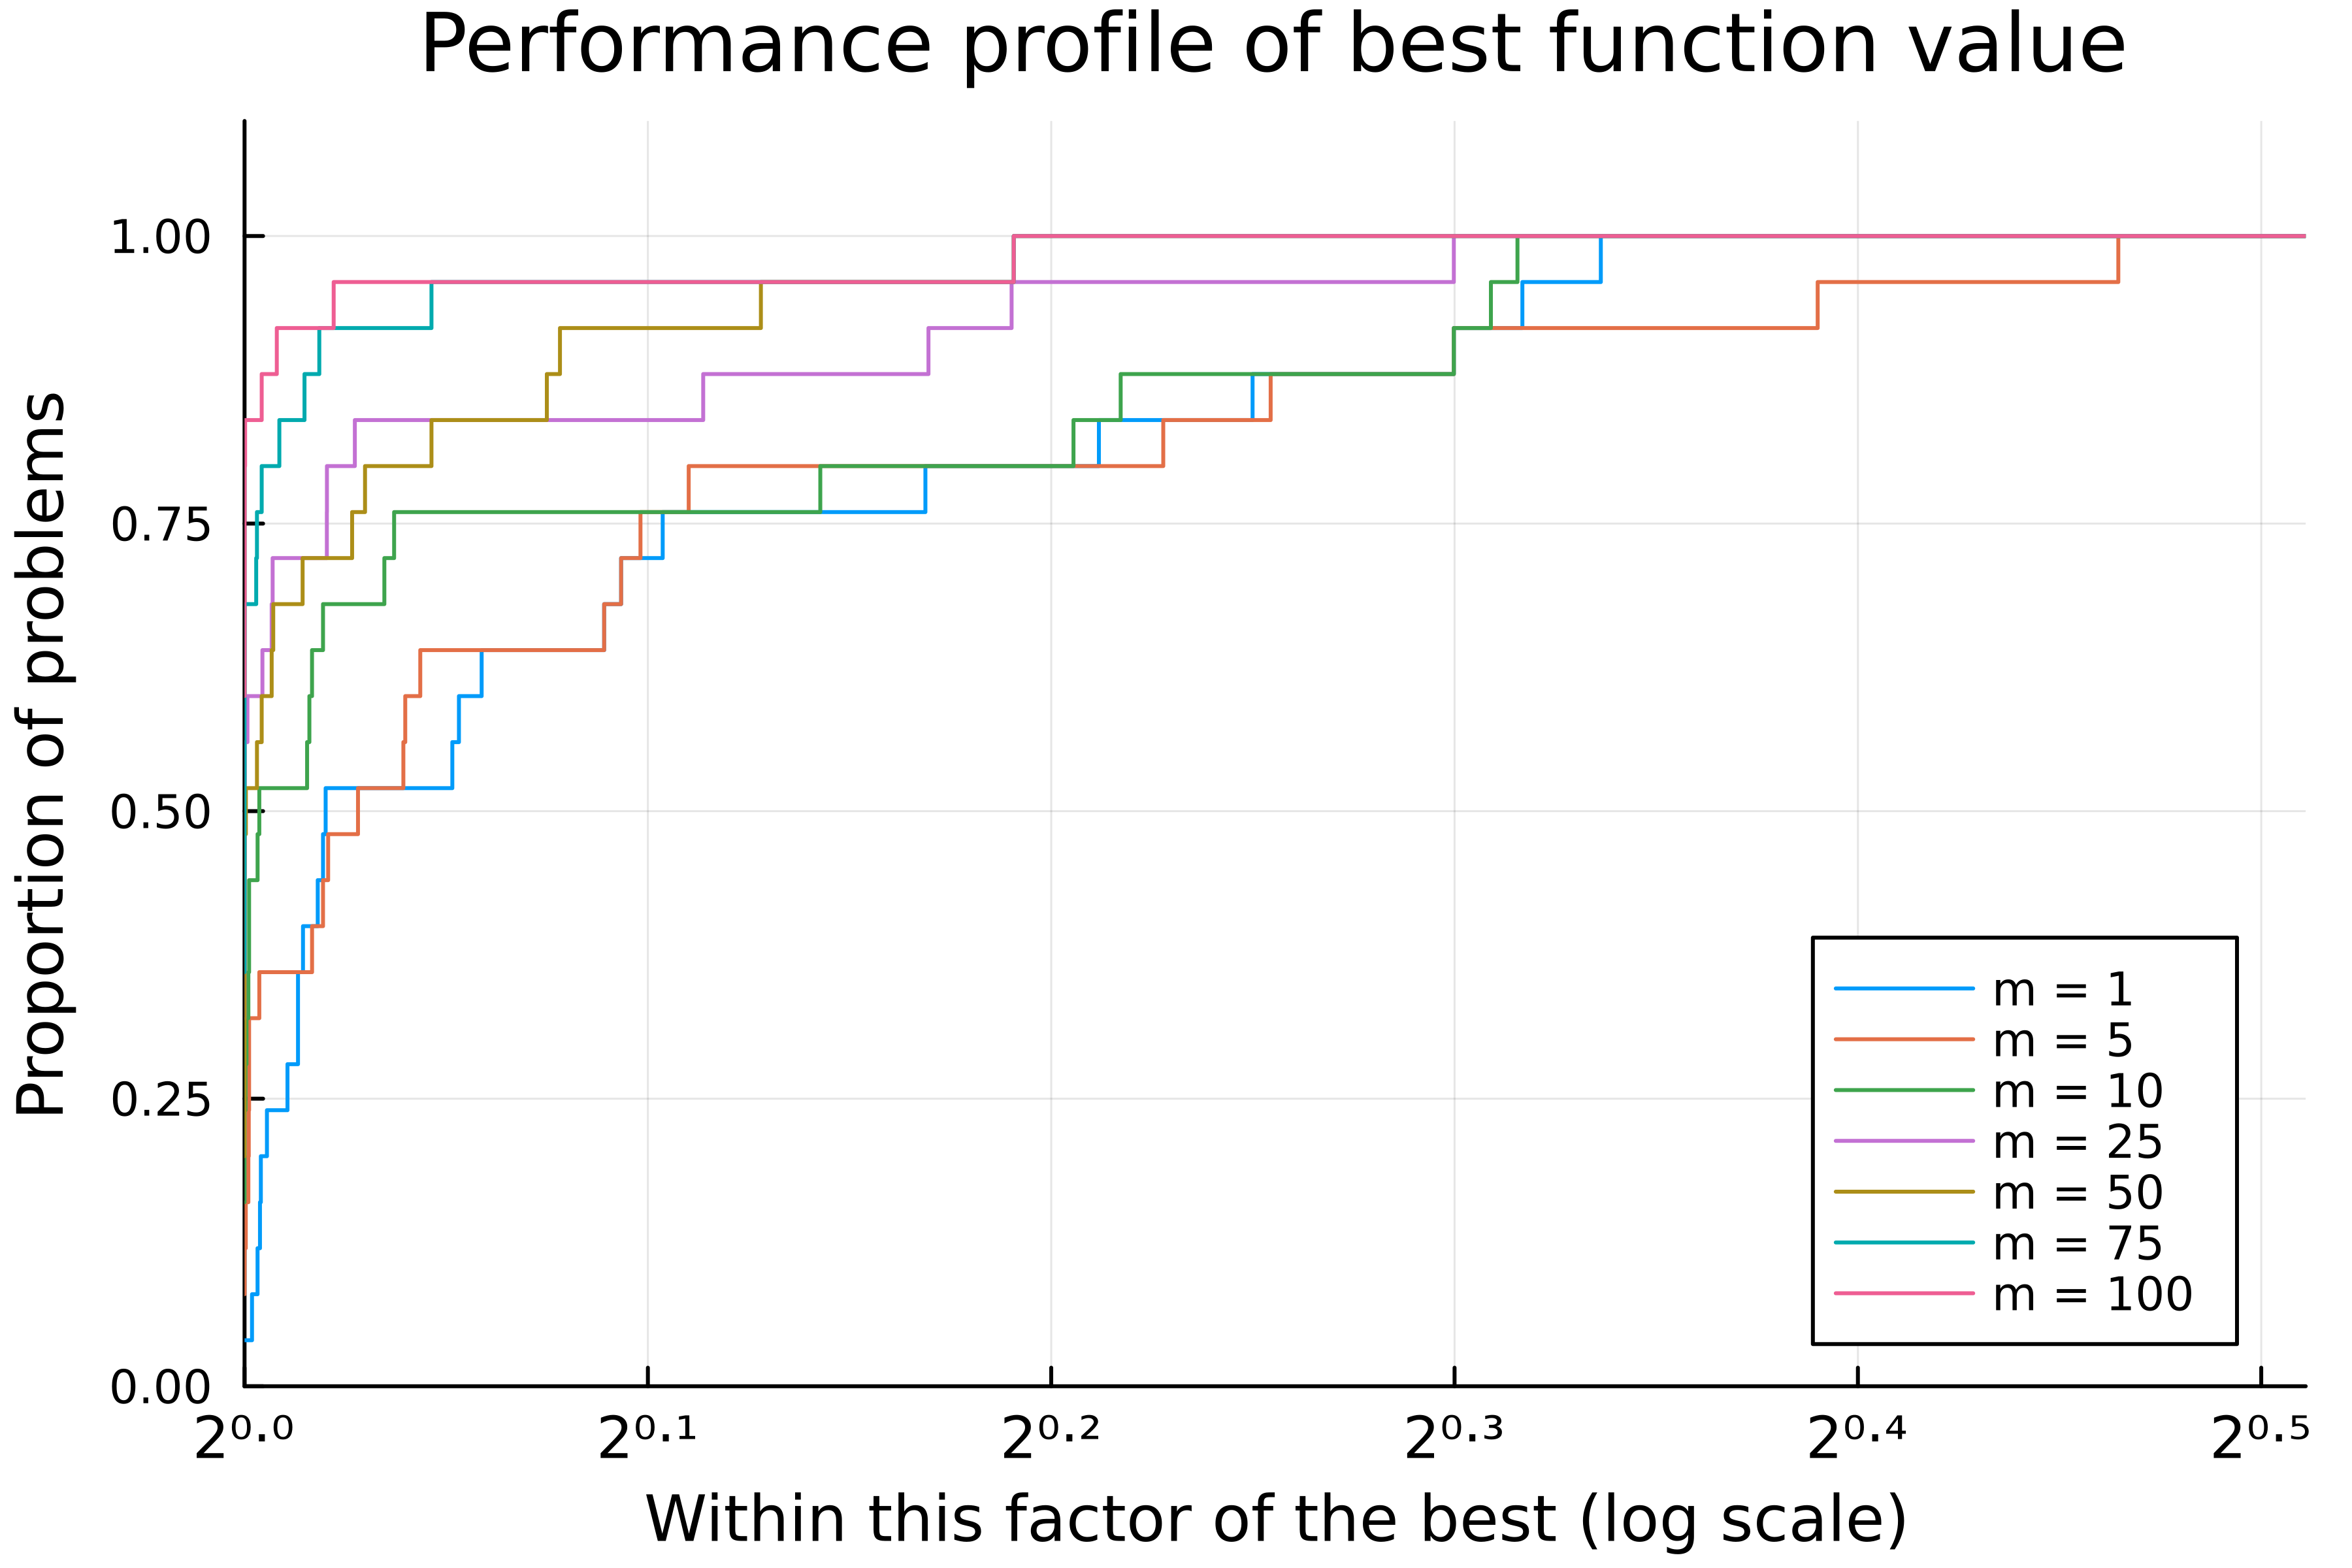 Performance profile of best function value
Proportion of problems
1.00
0.75
0.50
0.25
0.00
2⁰·⁰ 2⁰·¹ 2⁰·² 2⁰·³ 2⁰·⁴ 2⁰·⁵
Within this factor of the best (log scale)
m = 1
m = 5
m = 10
m = 25
m = 50
m = 75
m = 100